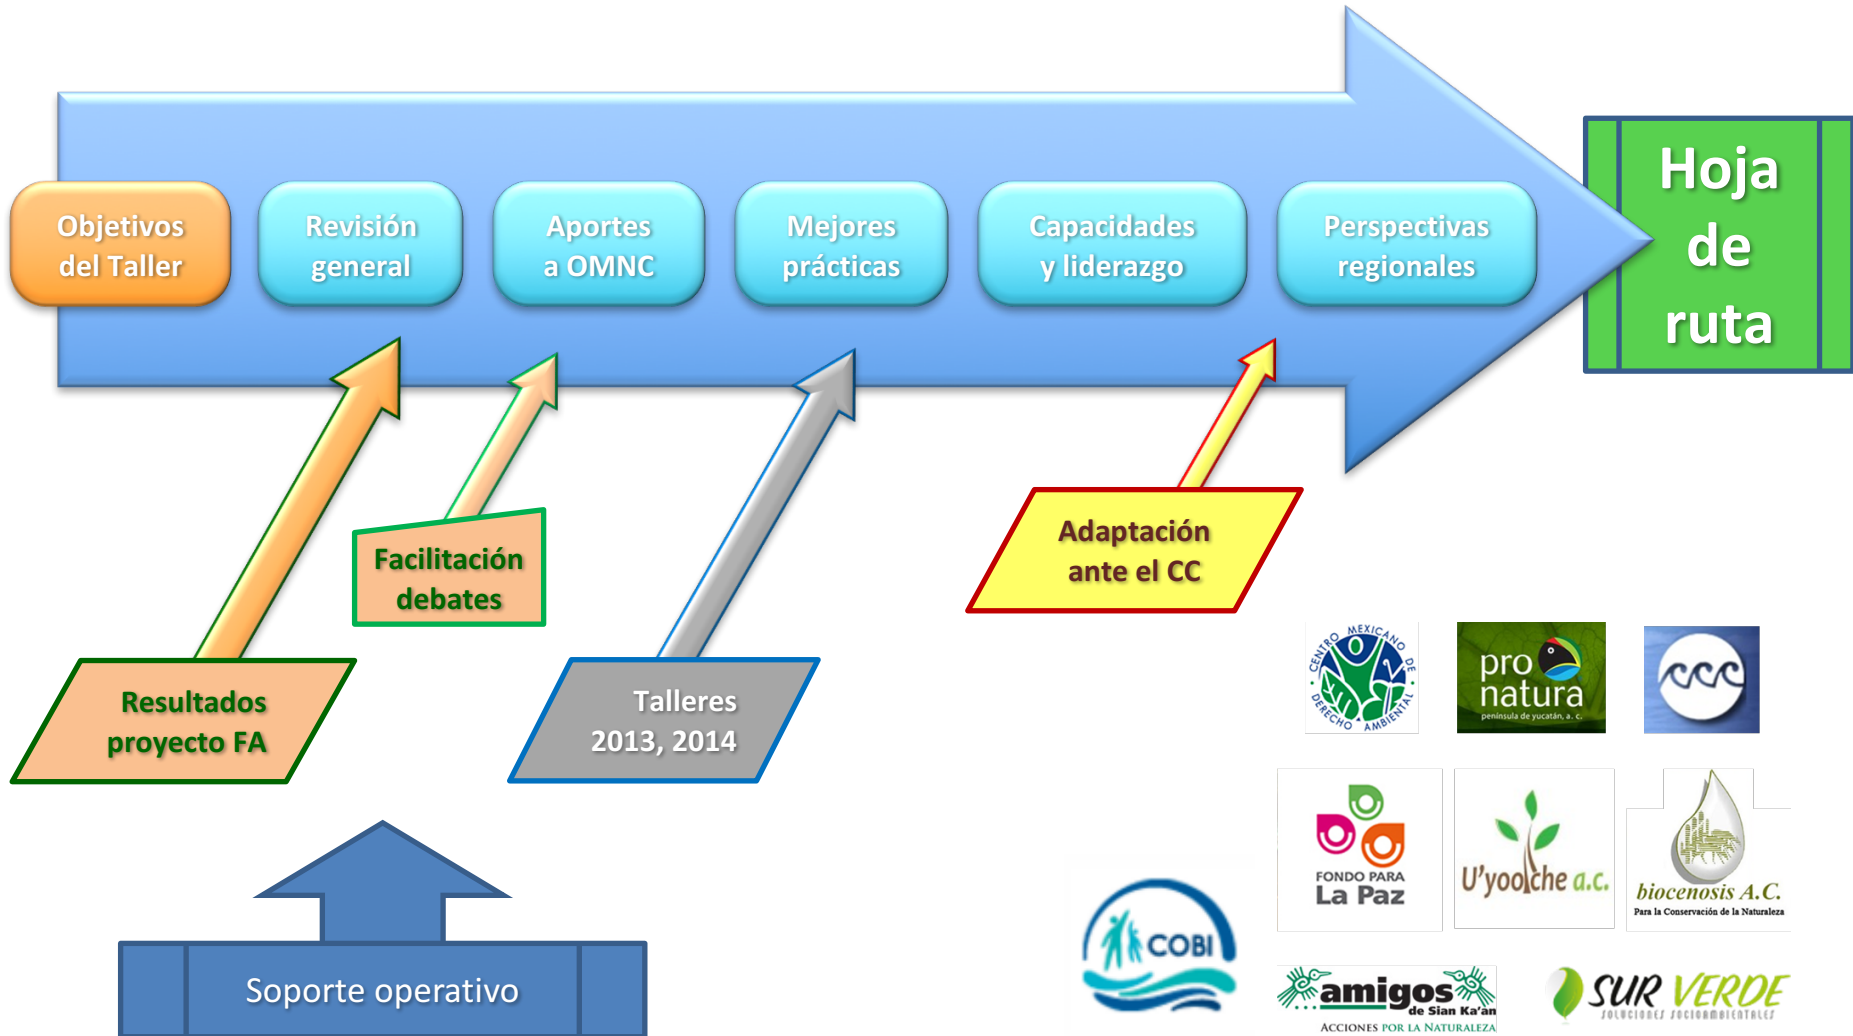 Objetivos
del Taller
Revisión
general
Aportes
a OMNC
Mejores
prácticas
Capacidades
y liderazgo
Perspectivas
regionales
Hoja
de
ruta
Facilitación
debates
Adaptación
ante el CC
Resultados
proyecto FA
Talleres
2013, 2014
Soporte operativo
CENTRO MEXICANO DE
DERECHO AMBIENTAL
pro
natura
península de yucatán, a. c.
ccc
FONDO PARA
La Paz
U'yoolche a.c.
biocenosis A.C.
Para la Conservación de la Naturaleza
COBI
amigos
de Sian Ka'an
ACCIONES POR LA NATURALEZA
SUR VERDE
SOLUCIONES SOCIOAMBIENTALES